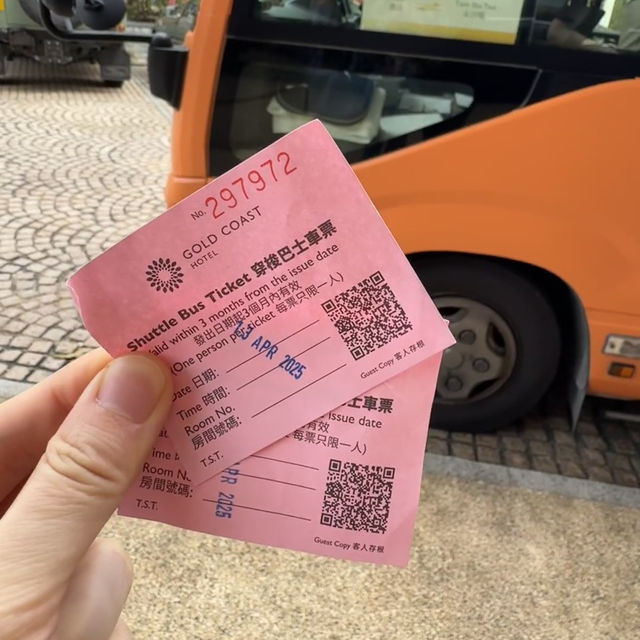 No. 297972
GOLD COAST
HOTEL
Shuttle Bus Ticket 穿梭巴士車票
Valid within 3 months from the issue date
發出日期起3個月內有效
(One person per ticket 每票只限一人)
Date 日期:
APR 2025
Time 時間:
Room No.
房間號碼:
T.S.T.
Guest Copy 客人存根
車票
issue date
有效
每票只限一人)
Room
房間號碼:
APR 2025
T.S.T.
Guest Copy 客人存根